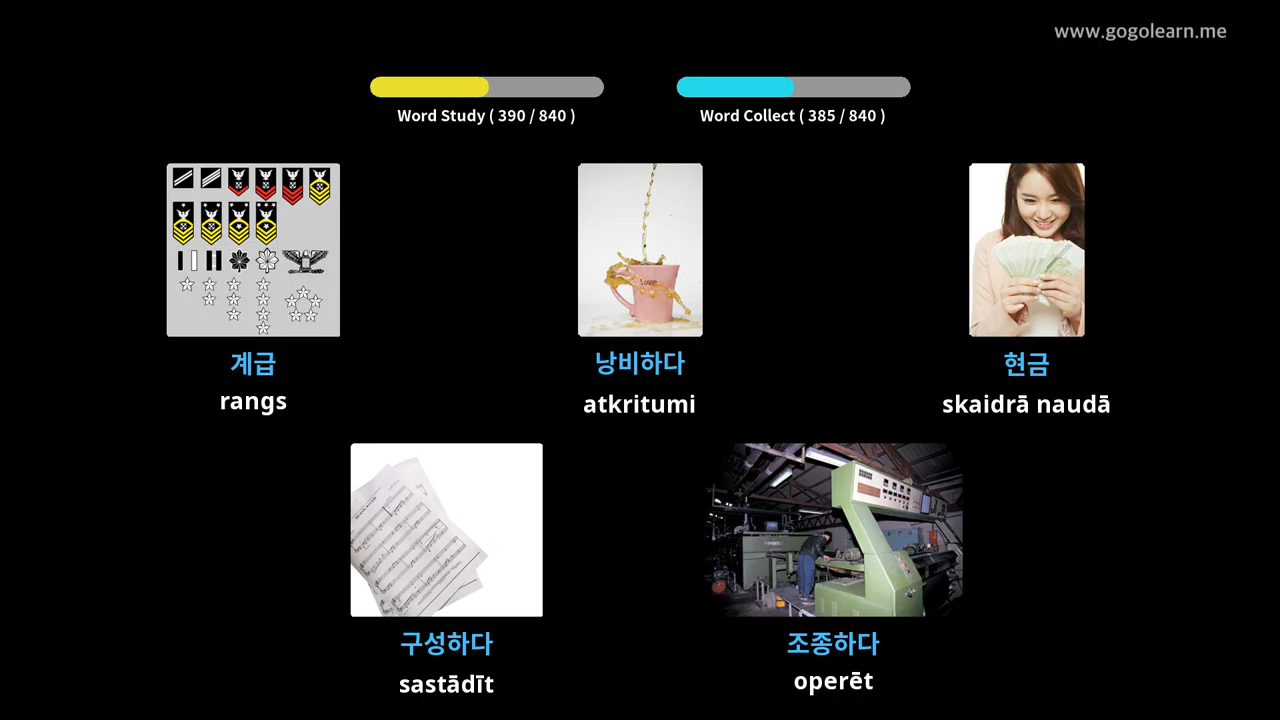 www.gogolearn.me
Word Study ( 390 / 840 )
Word Collect ( 385 / 840 )
love
계급
rangs
낭비하다
atkritumi
현금
skaidrā naudā
구성하다
sastādīt
조종하다
operēt